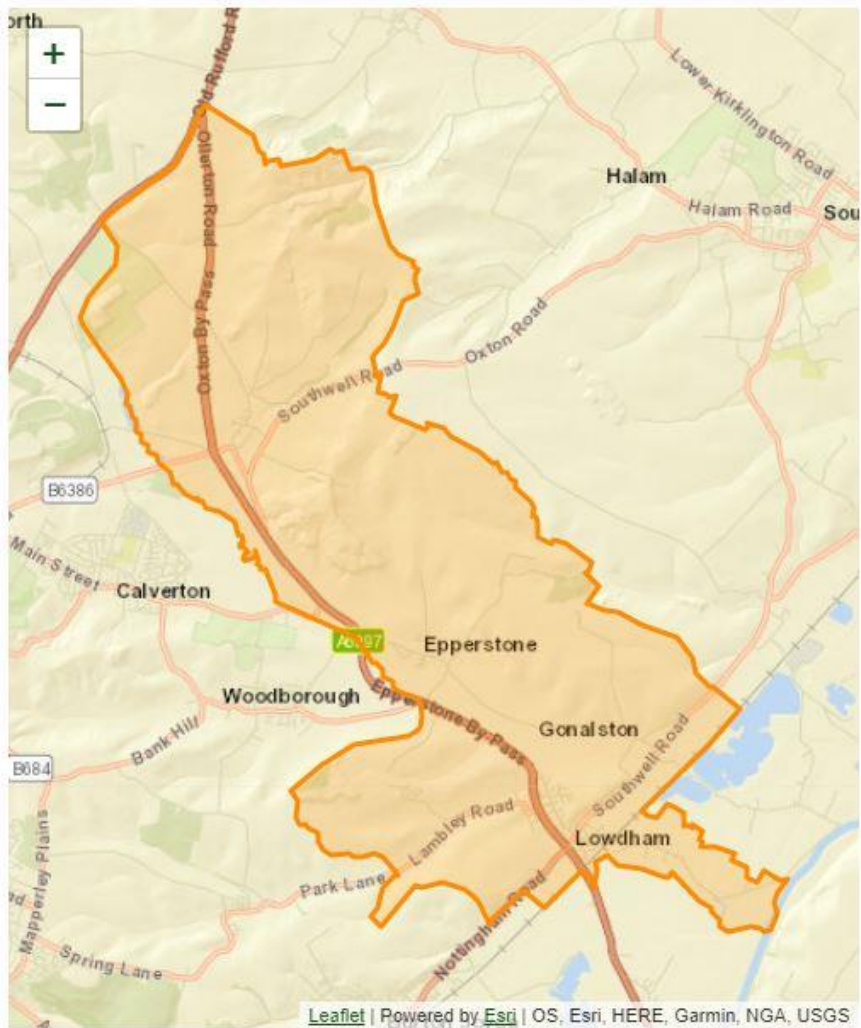 orth
+
−
Old Rufford R
Ollerton Road
Lower Kirklington Road
Halam
Halam Road
Sou
Oxton By Pass
Oxton Road
Southwell Road
B6386
Main Street
Calverton
A6097
Epperstone
Woodborough
Epperstone By Pass
Bank Hill
Gonalston
B684
Southwell Road
Lambley Road
Mapperley Plains
Lowdham
Park Lane
ad
Nottingham Road
Spring Lane
Leaflet | Powered by Esri | OS, Esri, HERE, Garmin, NGA, USGS